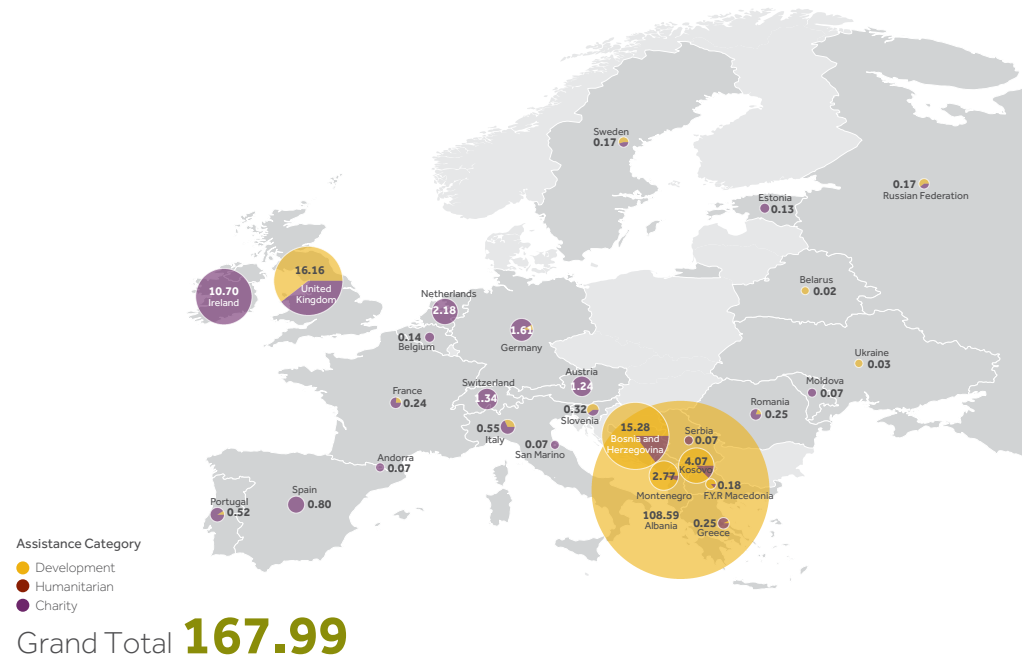 Sweden
0.17
0.17
Russian Federation
Estonia
0.13
10.70
Ireland
16.16
United
Kingdom
Belarus
0.02
Netherlands
2.18
0.14
Belgium
1.61
Germany
Ukraine
0.03
Austria
1.24
Switzerland
1.34
Moldova
0.07
France
0.24
Romania
0.25
0.32
Slovenia
0.55
Italy
0.07
San Marino
15.28
Bosnia and
Herzegovina
Serbia
0.07
4.07
Kosovo
2.77
Montenegro
0.18
F.Y.R Macedonia
108.59
Albania
0.25
Greece
Andorra
0.07
Spain
0.80
Portugal
0.52
Assistance Category
Development
Humanitarian
Charity
Grand Total 167.99